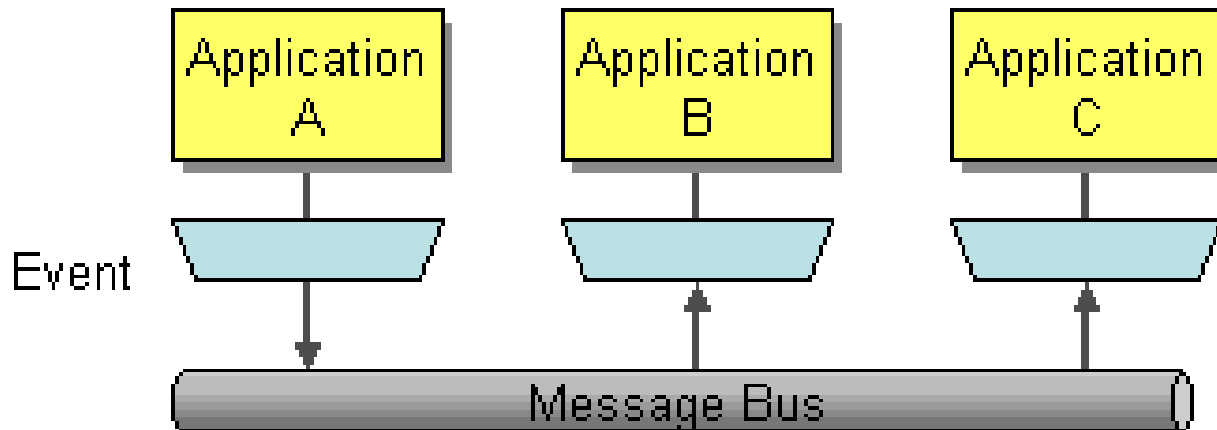 Application
A
Application
B
Application
C
Event
Message Bus